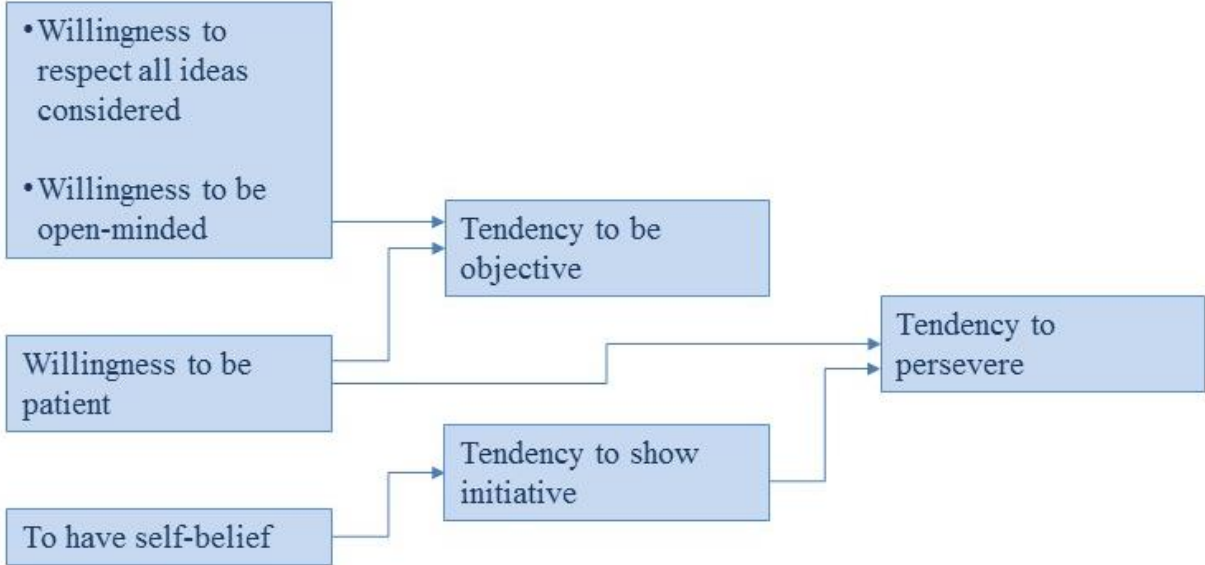 •Willingness to
respect all ideas
considered
•Willingness to be
open-minded
Tendency to be
objective
Tendency to
persevere
Willingness to be
patient
Tendency to show
initiative
To have self-belief